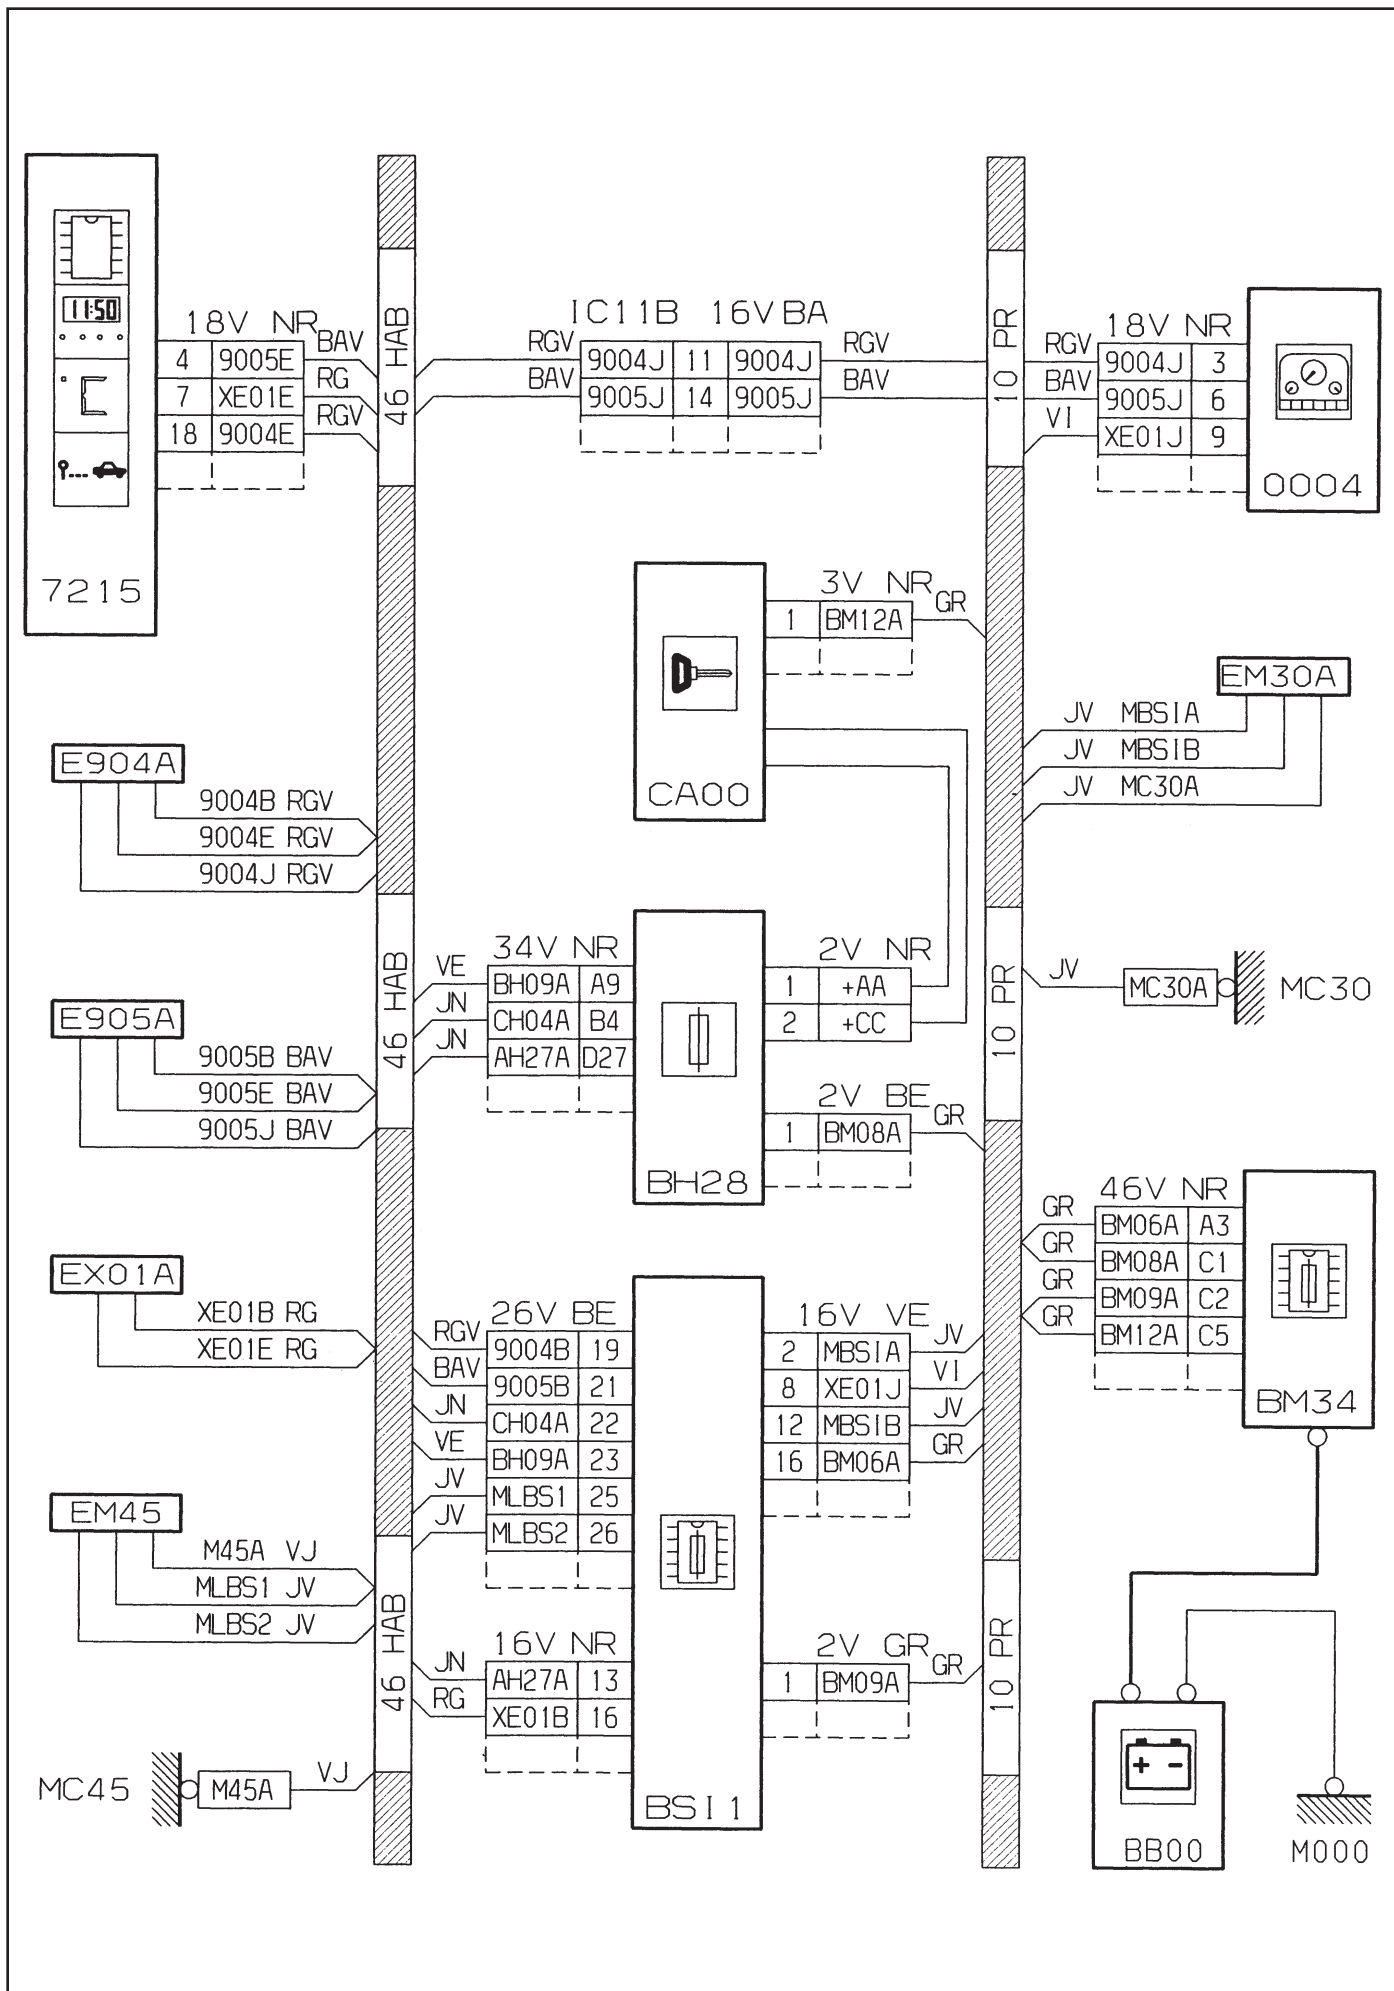 11:50
18V NR
4 9005E BAV
7 XE01E RG
18 9004E RGV
7215
46 HAB
IC11B 16V BA
RGV 9004J 11 9004J RGV
BAV 9005J 14 9005J BAV
10 PR
18V NR
RGV 9004J 3
BAV 9005J 6
VI XE01J 9
0004
3V NR
1 BM12A GR
CA00
EM30A
JV MBSIA
JV MBSIB
JV MC30A
E904A
9004B RGV
9004E RGV
9004J RGV
46 HAB
34V NR
VE BH09A A9
JN CH04A B4
JN AH27A D27
2V NR
1 +AA
2 +CC
2V BE
1 BM08A GR
BH28
10 PR
JV MC30A MC30
E905A
9005B BAV
9005E BAV
9005J BAV
46V NR
GR BM06A A3
GR BM08A C1
GR BM09A C2
GR BM12A C5
BM34
EX01A
XE01B RG
XE01E RG
26V BE
RGV 9004B 19
BAV 9005B 21
JN CH04A 22
VE BH09A 23
JV MLBS1 25
JV MLBS2 26
16V VE
2 MBSIA JV
8 XE01J VI
12 MBSIB JV
16 BM06A GR
EM45
M45A VJ
MLBS1 JV
MLBS2 JV
46 HAB
16V NR
JN AH27A 13
RG XE01B 16
2V GR
1 BM09A GR
BSI1
10 PR
MC45 M45A VJ
+ -
BB00
M000